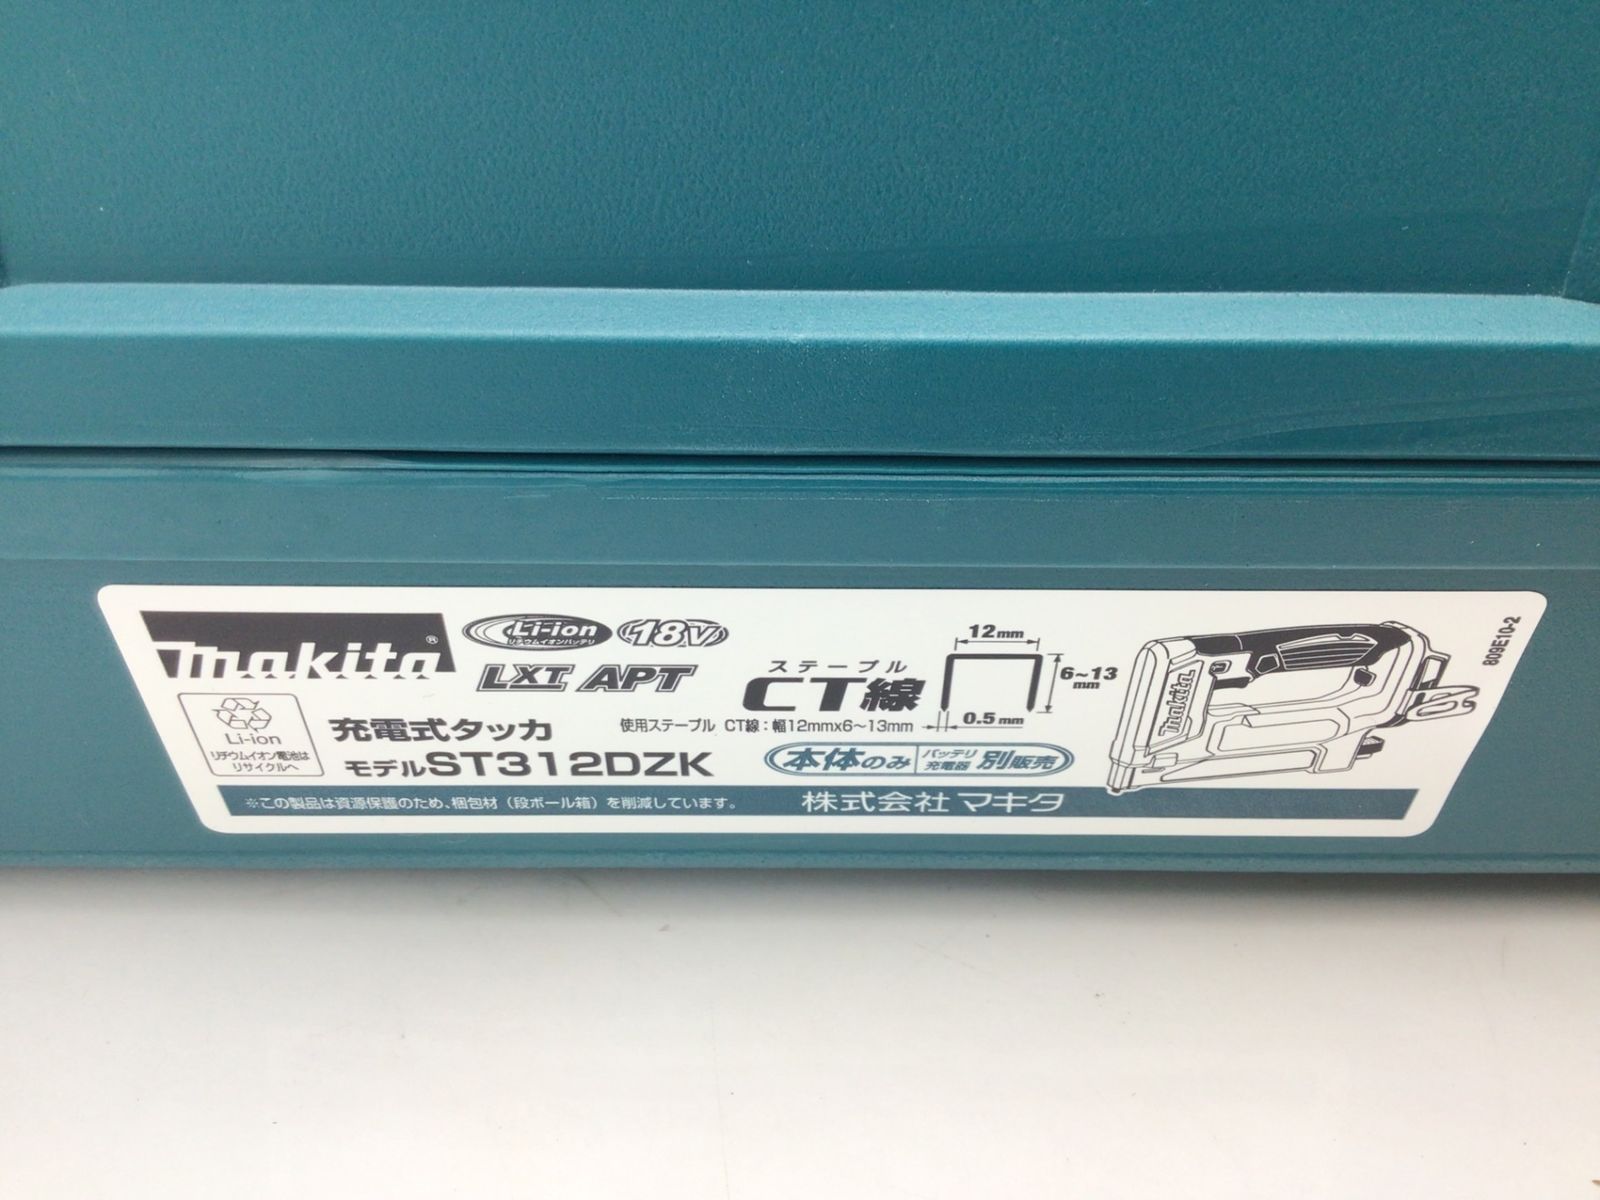 makita®
Li-ion
リチウムイオンバッテリ
18V
LXT APT
Li-ion
リチウムイオン電池は
リサイクルへ
充電式タッカ
モデルST312DZK
ステープル
CT線
使用ステープル CT線：幅12mmx6～13mm
12mm
6~13
mm
0.5mm
本体のみ
バッテリ
充電器
別販売
makita
809E10-2
※この製品は資源保護のため、梱包材（段ボール箱）を削減しています。
株式会社マキタ